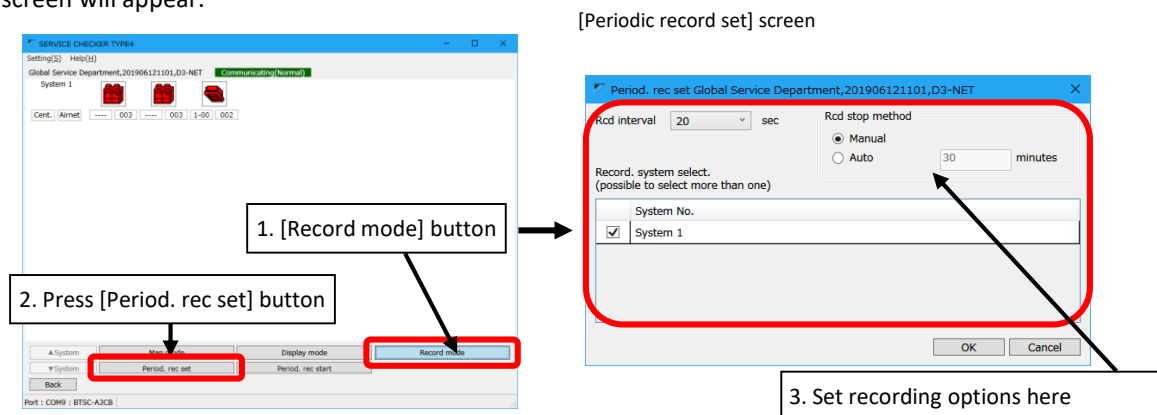 screen will appear.
[Periodic record set] screen
SERVICE CHECKER TYPE4
Setting(S) Help(H)
Global Service Department,201906121101,D3-NET Communicating(Normal)
System 1
Cent. Airnet ---- 003 ---- 003 1-00 002
1. [Record mode] button
2. Press [Period. rec set] button
▲System Map mode Display mode Record mode
▼System Period. rec set Period. rec start
Back
Port : COM9 : BTSC-A3CB
Period. rec set Global Service Department,201906121101,D3-NET
Rcd interval 20 sec
Rcd stop method
Manual
Auto 30 minutes
Record. system select.
(possible to select more than one)
System No.
System 1
OK Cancel
3. Set recording options here